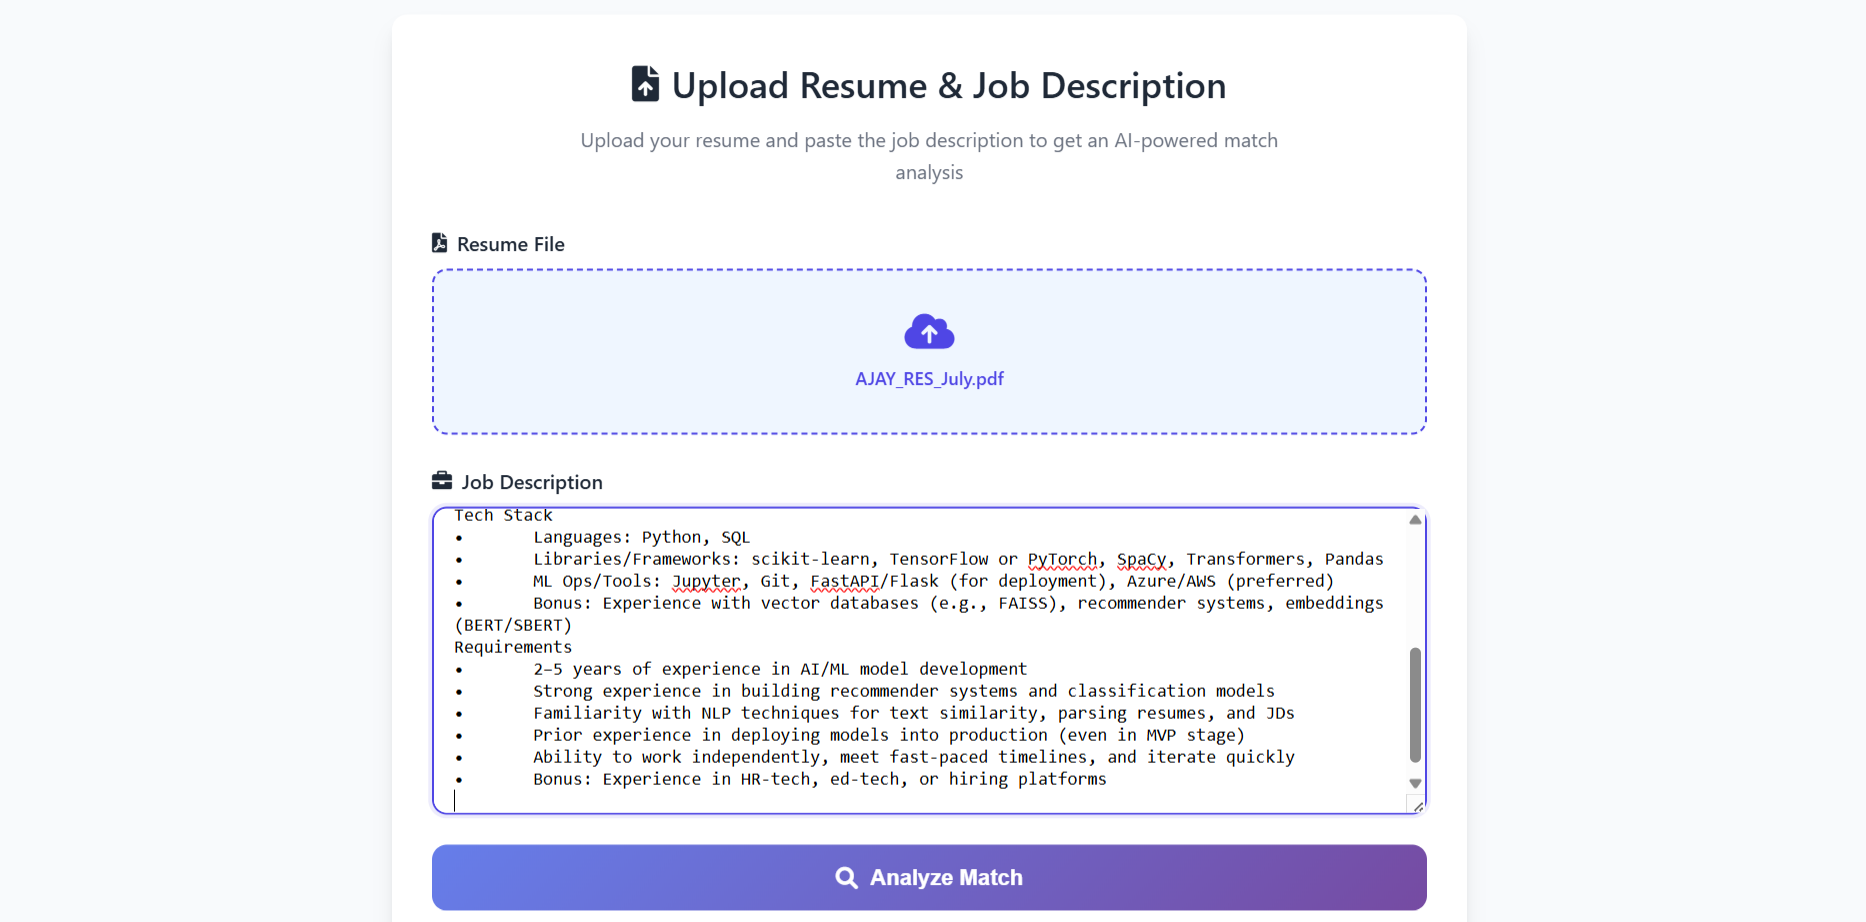 Upload Resume & Job Description
Upload your resume and paste the job description to get an AI-powered match
analysis
Resume File
AJAY_RES_July.pdf
Job Description
Tech Stack
• Languages: Python, SQL
• Libraries/Frameworks: scikit-learn, TensorFlow or PyTorch, SpaCy, Transformers, Pandas
• ML Ops/Tools: Jupyter, Git, FastAPI/Flask (for deployment), Azure/AWS (preferred)
• Bonus: Experience with vector databases (e.g., FAISS), recommender systems, embeddings
(BERT/SBERT)
Requirements
• 2–5 years of experience in AI/ML model development
• Strong experience in building recommender systems and classification models
• Familiarity with NLP techniques for text similarity, parsing resumes, and JDs
• Prior experience in deploying models into production (even in MVP stage)
• Ability to work independently, meet fast-paced timelines, and iterate quickly
• Bonus: Experience in HR-tech, ed-tech, or hiring platforms
Analyze Match